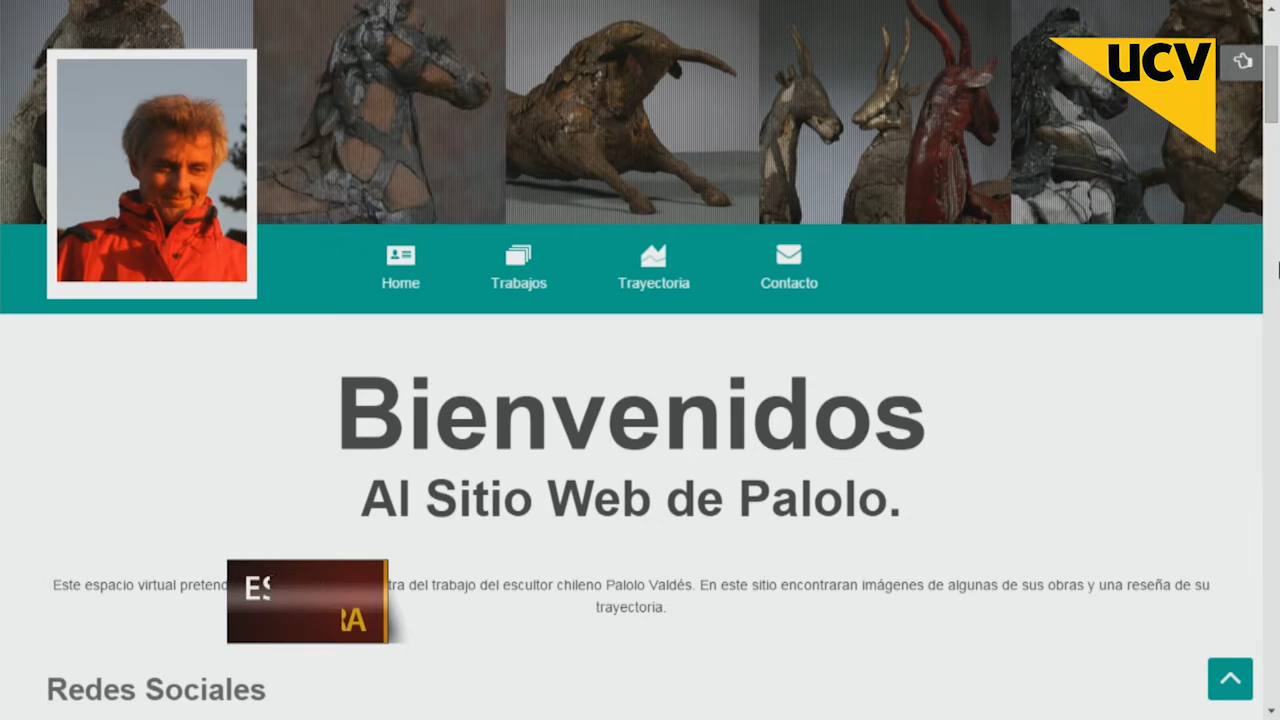 UCV
Home Trabajos Trayectoria Contacto
Bienvenidos
Al Sitio Web de Palolo.
Este espacio virtual del trabajo del escultor chileno Palolo Valdés. En este sitio encontraran imágenes de algunas de sus obras y una reseña de su
trayectoria.
Redes Sociales